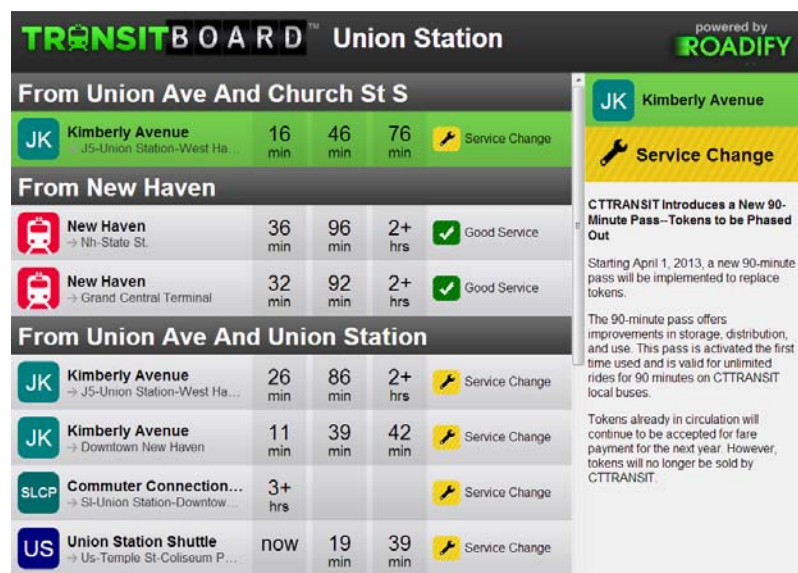 TRANSITBOARD™ Union Station
powered by
ROADIFY
From Union Ave And Church St S
JK Kimberly Avenue 16 min 46 min 76 min Service Change
→ J5-Union Station-West Ha...
From New Haven
New Haven 36 min 96 min 2+ hrs Good Service
→ Nh-State St.
New Haven 32 min 92 min 2+ hrs Good Service
→ Grand Central Terminal
From Union Ave And Union Station
JK Kimberly Avenue 26 min 86 min 2+ hrs Service Change
→ J5-Union Station-West Ha...
JK Kimberly Avenue 11 min 39 min 42 min Service Change
→ Downtown New Haven
SLCP Commuter Connection... 3+ hrs Service Change
→ Sl-Union Station-Downtow...
US Union Station Shuttle now 19 min 39 min Service Change
→ Us-Temple St-Coliseum P...
JK Kimberly Avenue
Service Change
CTTRANSIT Introduces a New 90-
Minute Pass--Tokens to be Phased
Out
Starting April 1, 2013, a new 90-minute
pass will be implemented to replace
tokens.
The 90-minute pass offers
improvements in storage, distribution,
and use. This pass is activated the first
time used and is valid for unlimited
rides for 90 minutes on CTTRANSIT
local buses.
Tokens already in circulation will
continue to be accepted for fare
payment for the next year. However,
tokens will no longer be sold by
CTTRANSIT.